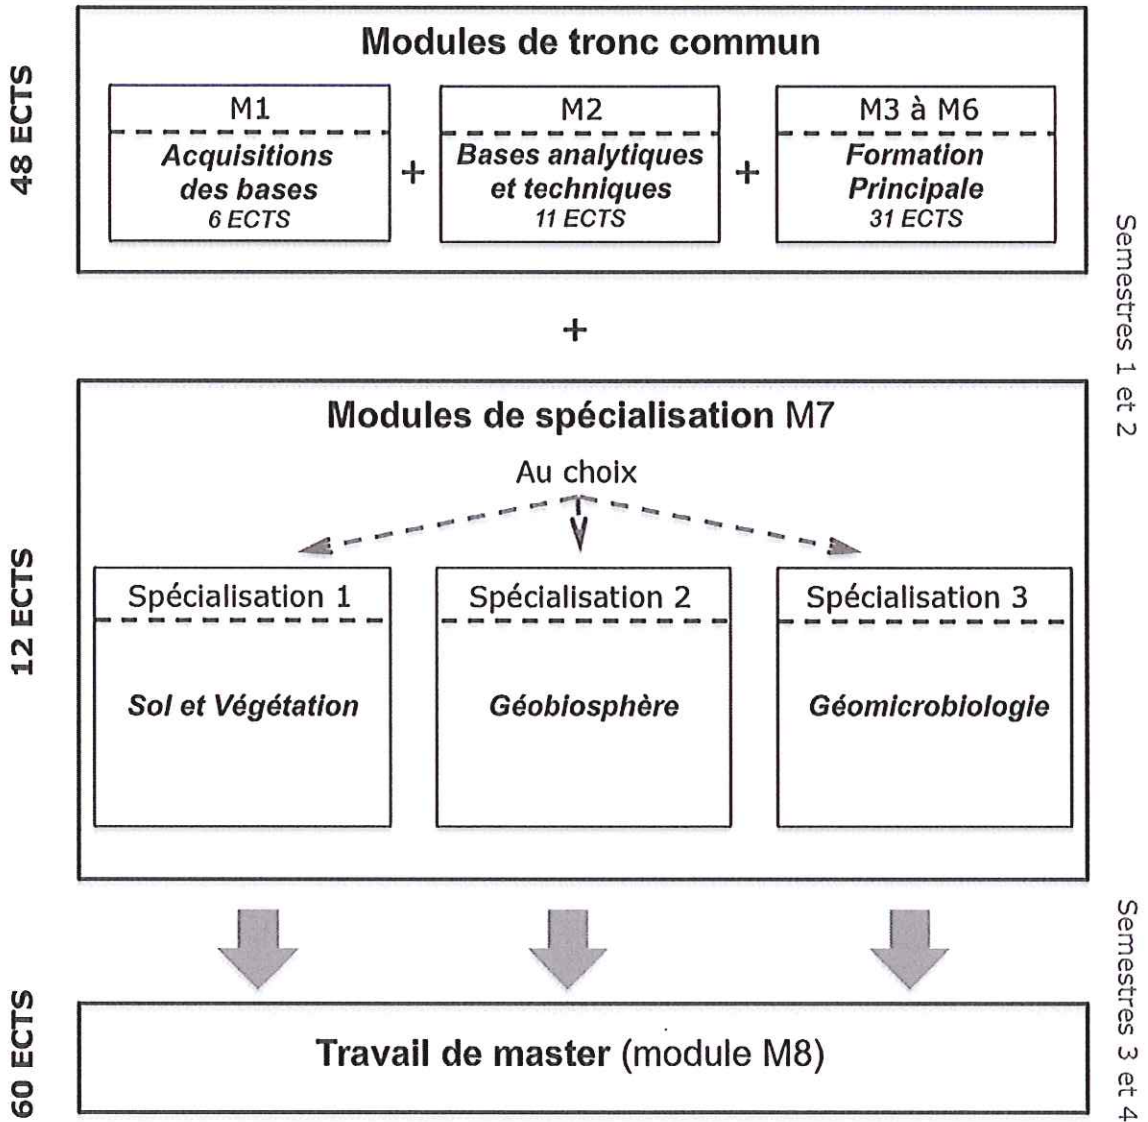 Modules de tronc commun
48 ECTS
M1
Acquisitions
des bases
6 ECTS
+
M2
Bases analytiques
et techniques
11 ECTS
+
M3 à M6
Formation
Principale
31 ECTS
Semestres 1 et 2
+
Modules de spécialisation M7
Au choix
12 ECTS
Spécialisation 1
Sol et Végétation
Spécialisation 2
Géobiosphère
Spécialisation 3
Géomicrobiologie
Semestres 3 et 4
60 ECTS
Travail de master (module M8)